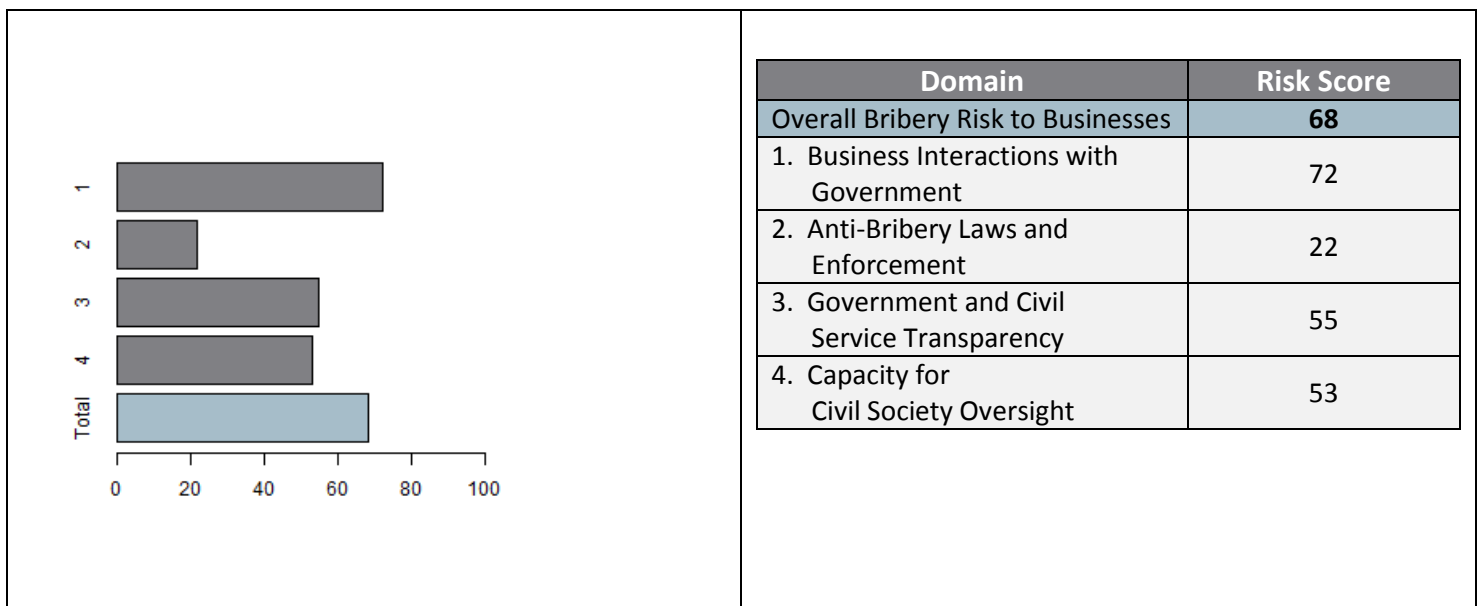 1
2
3
4
Total
0 20 40 60 80 100
Domain Risk Score
Overall Bribery Risk to Businesses 68
1. Business Interactions with
Government
72
2. Anti-Bribery Laws and
Enforcement
22
3. Government and Civil
Service Transparency
55
4. Capacity for
Civil Society Oversight
53